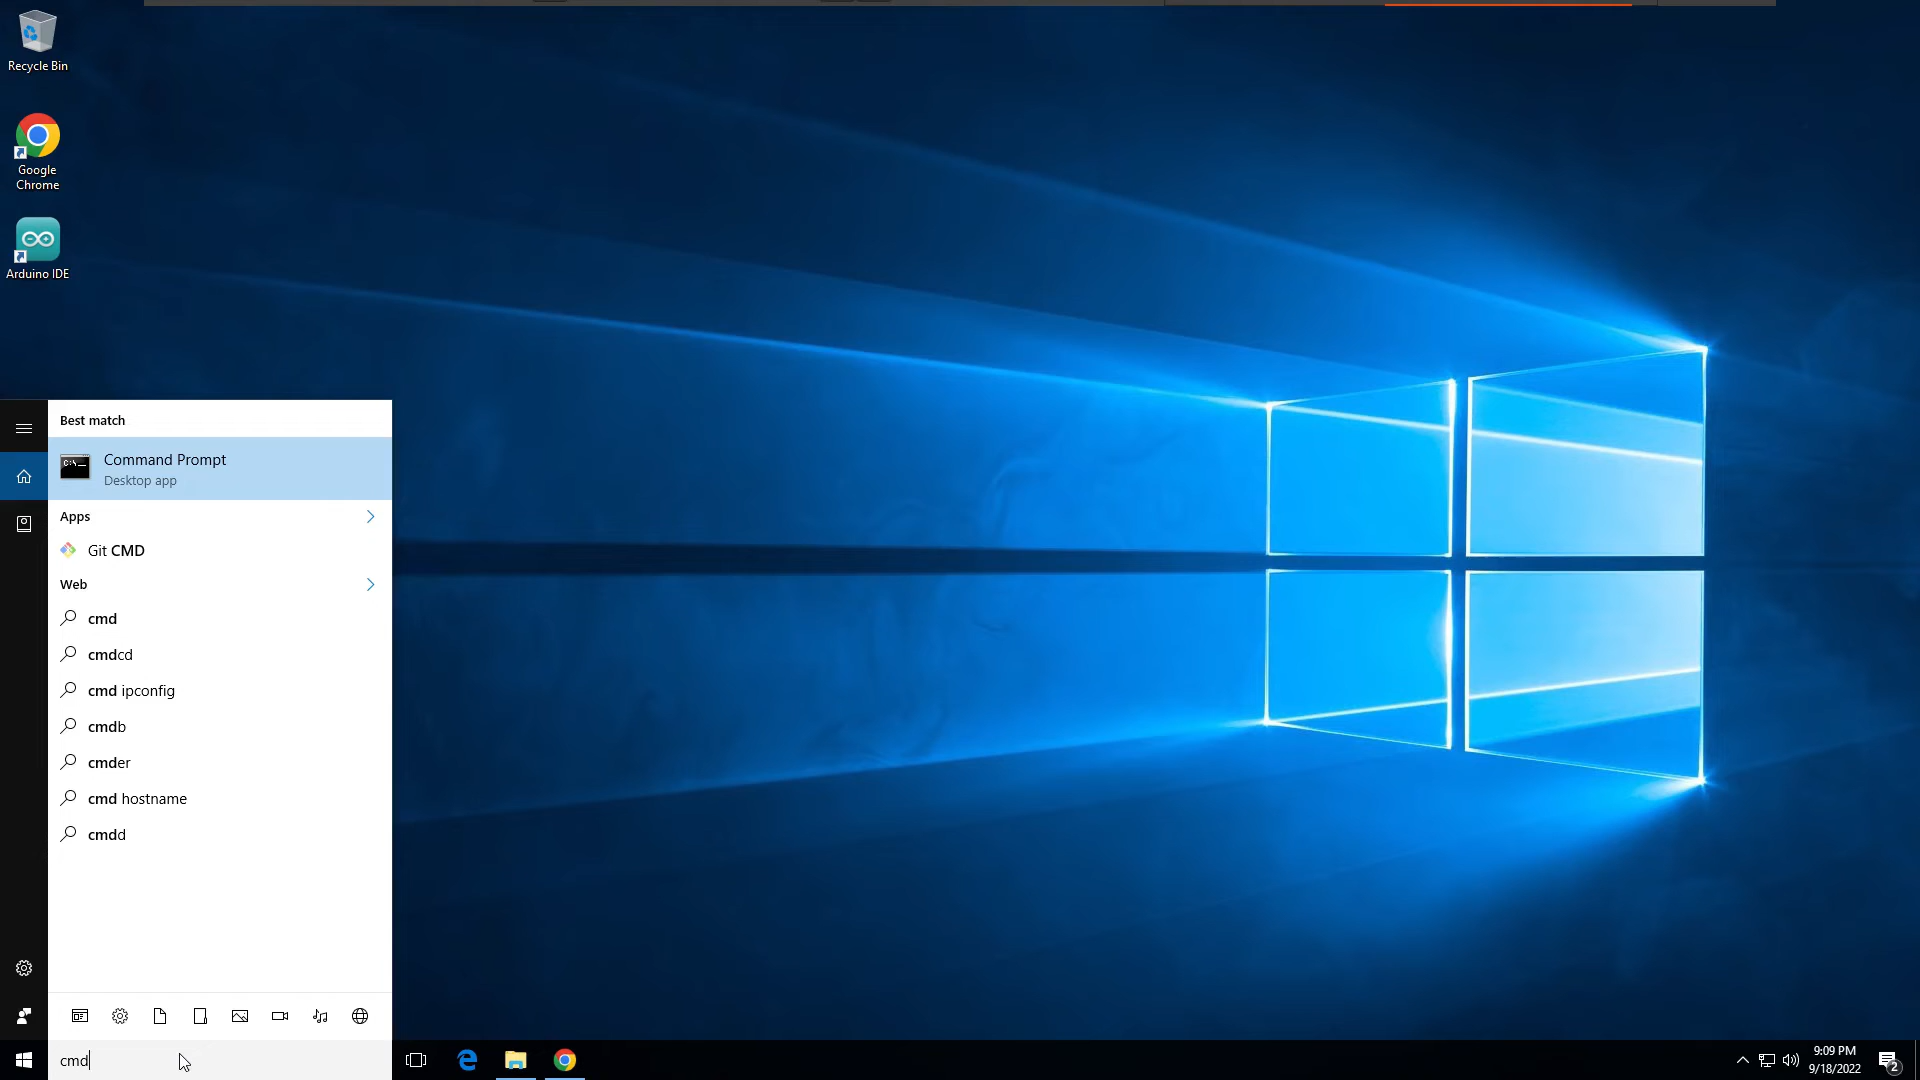 Recycle Bin
Google
Chrome
Arduino IDE
Best match
C:\
Command Prompt
Desktop app
Apps
Git CMD
Web
cmd
cmdcd
cmd ipconfig
cmdb
cmder
cmd hostname
cmdd
cmd
9:09 PM
9/18/2022
2